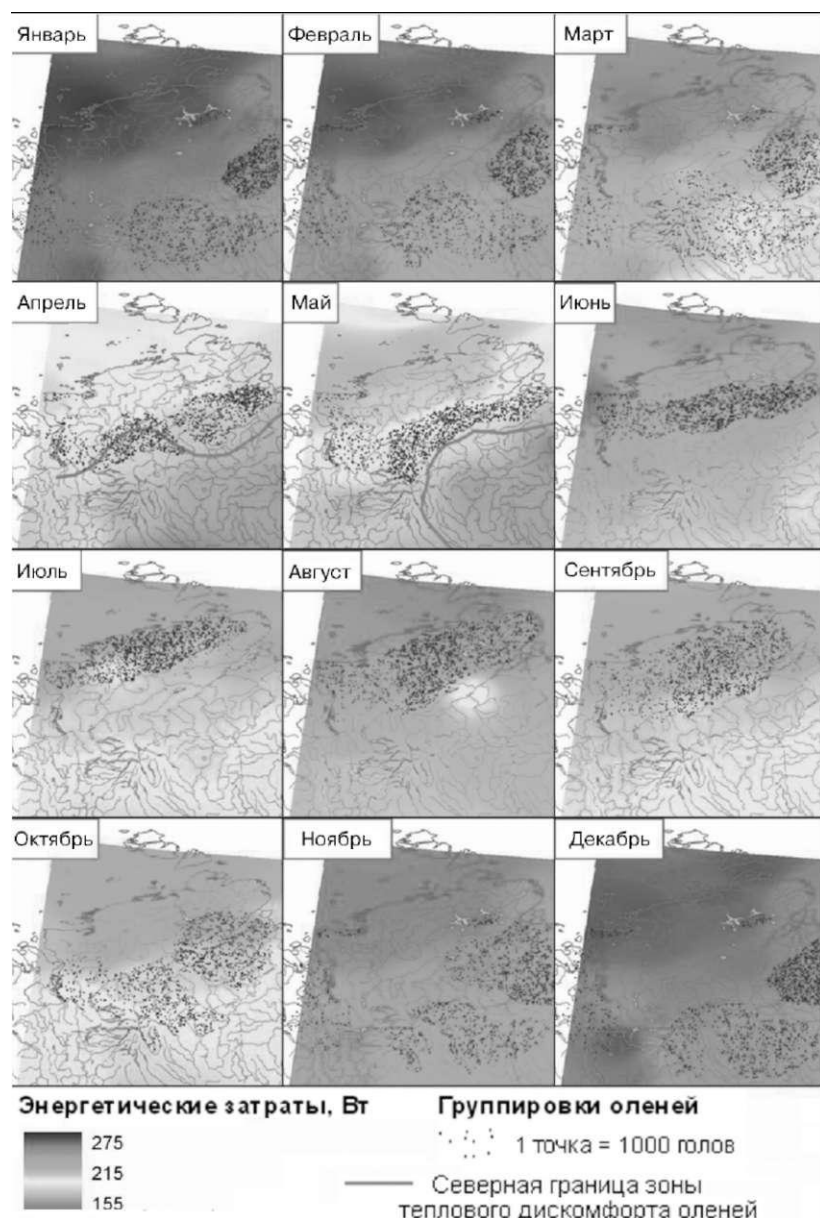 Январь
Февраль
Март
Апрель
Май
Июнь
Июль
Август
Сентябрь
Октябрь
Ноябрь
Декабрь
Энергетические затраты, Вт
275
215
155
Группировки оленей
1 точка = 1000 голов
Северная граница зоны
теплового дискомфорта оленей